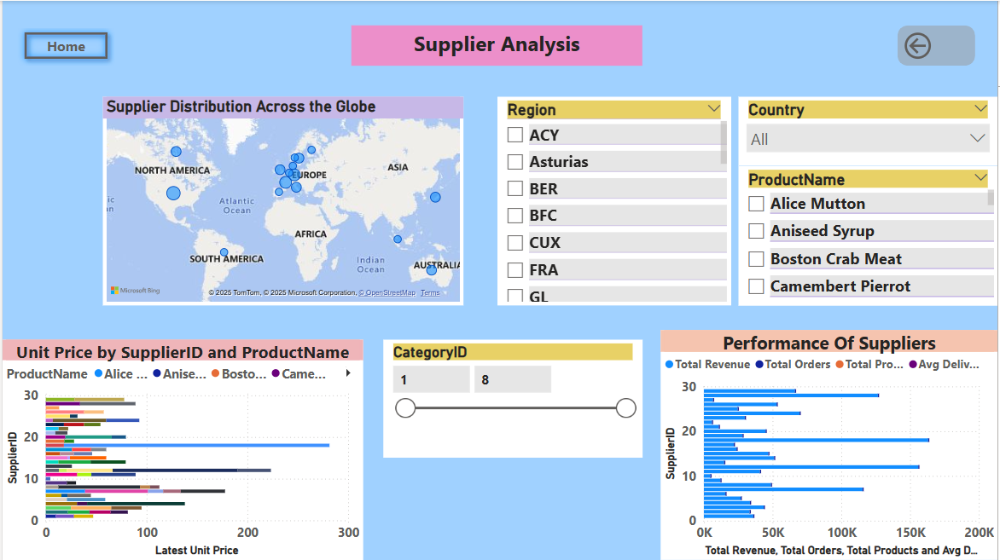 Home
Supplier Analysis
Supplier Distribution Across the Globe
NORTH AMERICA
EUROPE
ASIA
Atlantic
Ocean
AFRICA
SOUTH AMERICA
Indian
Ocean
AUSTRALIA
Microsoft Bing
© 2025 TomTom, © 2025 Microsoft Corporation, © OpenStreetMap Terms
Region
ACY
Asturias
BER
BFC
CUX
FRA
GL
Country
All
ProductName
Alice Mutton
Aniseed Syrup
Boston Crab Meat
Camembert Pierrot
Unit Price by SupplierID and ProductName
ProductName Alice ... Anise... Bosto... Came...
SupplierID
30
20
10
0
0 100 200 300
Latest Unit Price
CategoryID
1 8
Performance Of Suppliers
Total Revenue Total Orders Total Pro... Avg Deliv...
SupplierID
30
20
10
0
0K 50K 100K 150K 200K
Total Revenue, Total Orders, Total Products and Avg D...